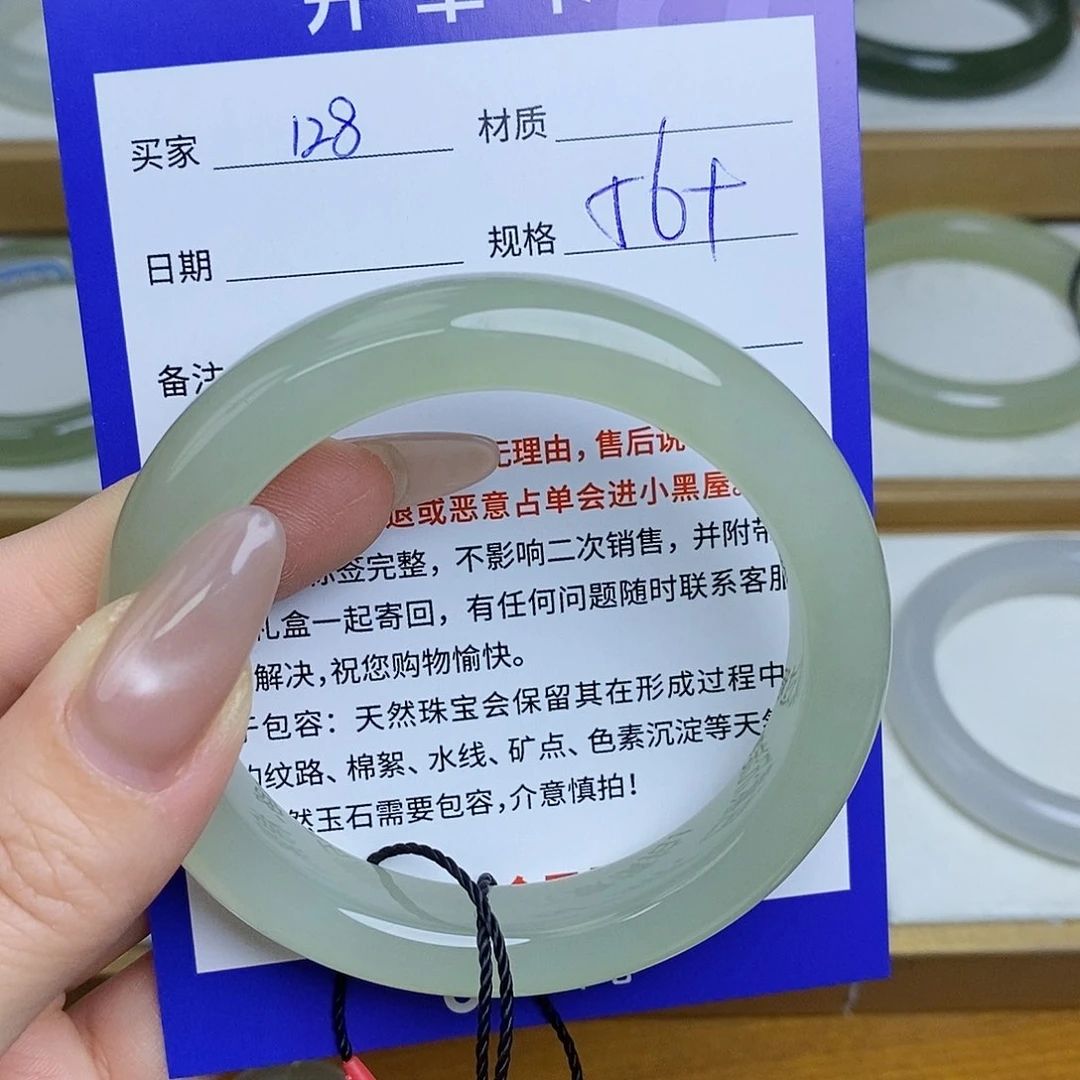 买家 128 材质
日期 规格 56+
备注
无理由，售后说
退或恶意占单会进小黑屋。
标签完整，不影响二次销售，并附带
礼盒一起寄回，有任何问题随时联系客服
解决，祝您购物愉快。
包容：天然珠宝会保留其在形成过程中
的纹路、棉絮、水线、矿点、色素沉淀等天然
然玉石需要包容，介意慎拍！